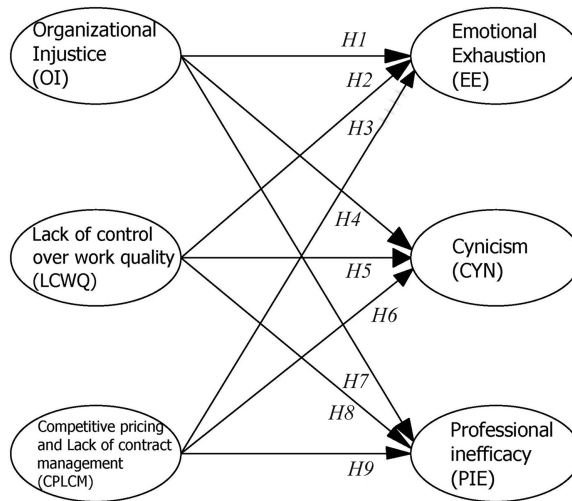 Organizational
Injustice
(OI)
H1
Emotional
Exhaustion
(EE)
H2
H3
Lack of control
over work quality
(LCWQ)
H4
H5
H6
Cynicism
(CYN)
Competitive pricing
and Lack of contract
management
(CPLCM)
H7
H8
H9
Professional
inefficacy
(PIE)